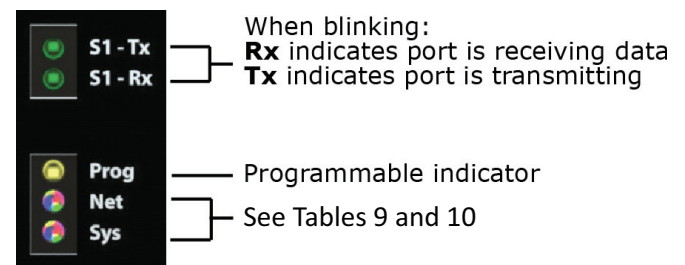 S1 - Tx
S1 - Rx
When blinking:
Rx indicates port is receiving data
Tx indicates port is transmitting
Prog
Programmable indicator
Net
Sys
See Tables 9 and 10